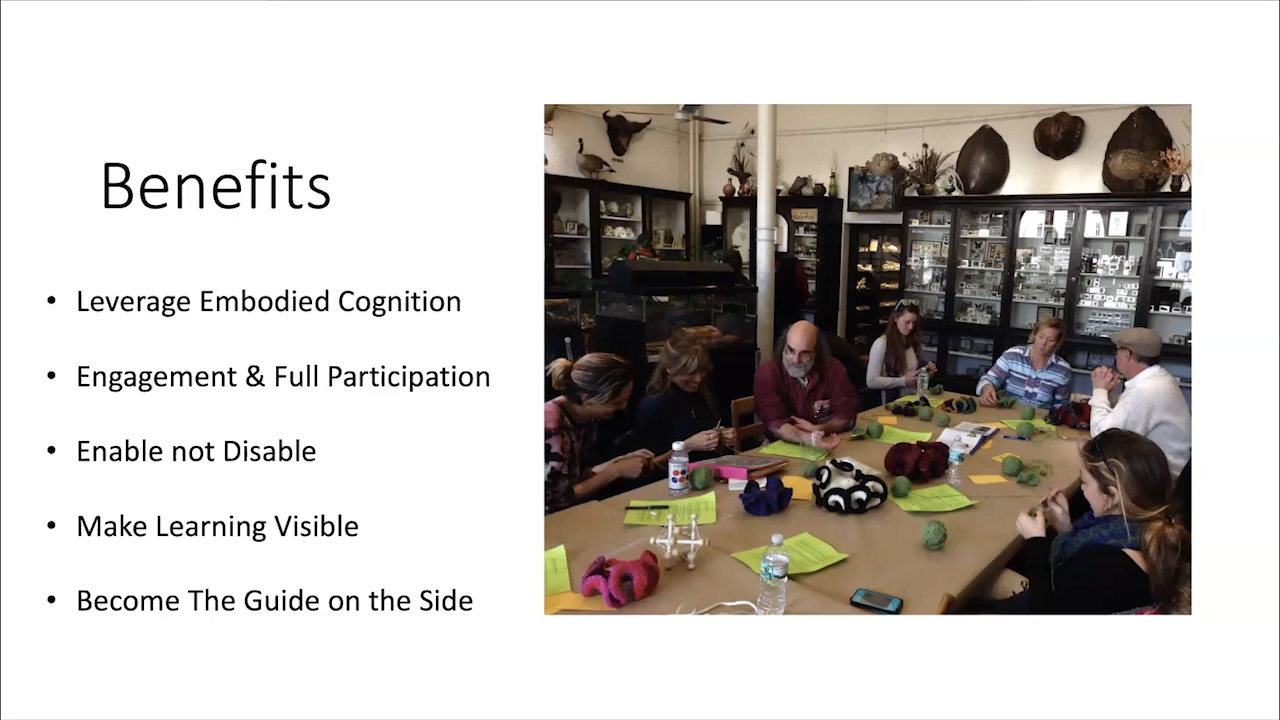 Benefits
• Leverage Embodied Cognition
• Engagement & Full Participation
• Enable not Disable
• Make Learning Visible
• Become The Guide on the Side